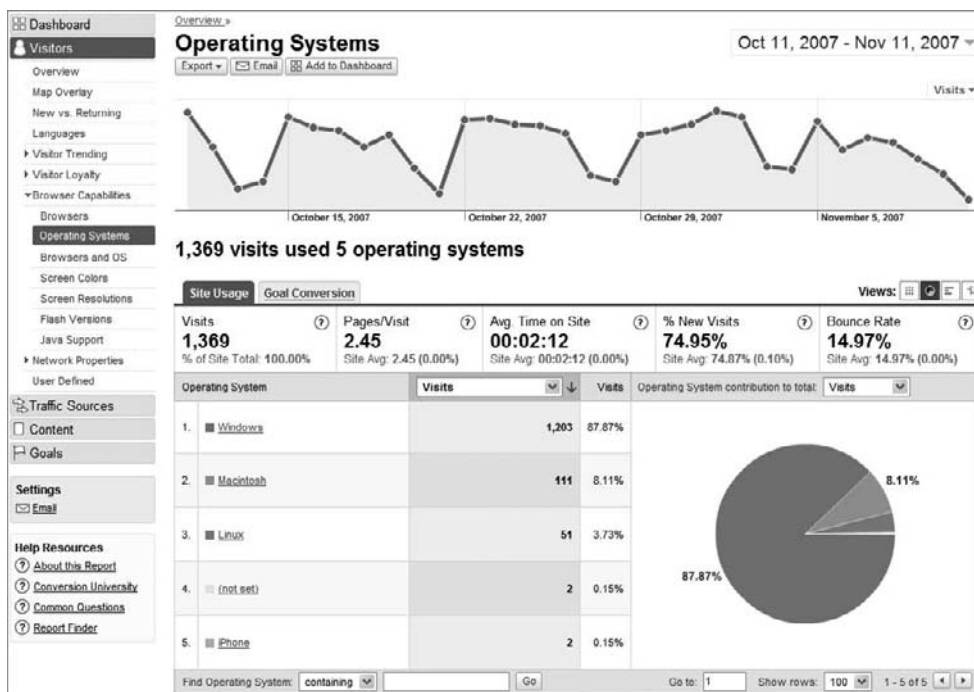 Dashboard
Visitors
Overview
Map Overlay
New vs. Returning
Languages
Visitor Trending
Visitor Loyalty
Browser Capabilities
Browsers
Operating Systems
Browsers and OS
Screen Colors
Screen Resolutions
Flash Versions
Java Support
Network Properties
User Defined
Traffic Sources
Content
Goals
Settings
Email
Help Resources
About this Report
Conversion University
Common Questions
Report Finder
Overview »
Operating Systems
Oct 11, 2007 - Nov 11, 2007
Export Email Add to Dashboard
Visits
October 15, 2007 October 22, 2007 October 29, 2007 November 5, 2007
1,369 visits used 5 operating systems
Site Usage Goal Conversion Views:
Visits Pages/Visit Avg. Time on Site % New Visits Bounce Rate
1,369 2.45 00:02:12 74.95% 14.97%
% of Site Total: 100.00% Site Avg: 2.45 (0.00%) Site Avg: 00:02:12 (0.00%) Site Avg: 74.87% (0.10%) Site Avg: 14.97% (0.00%)
Operating System Visits Visits Operating System contribution to total: Visits
1. Windows 1,203 87.87%
2. Macintosh 111 8.11%
3. Linux 51 3.73%
4. (not set) 2 0.15%
5. iPhone 2 0.15%
8.11%
87.87%
Find Operating System: containing Go Go to: 1 Show rows: 100 1 - 5 of 5